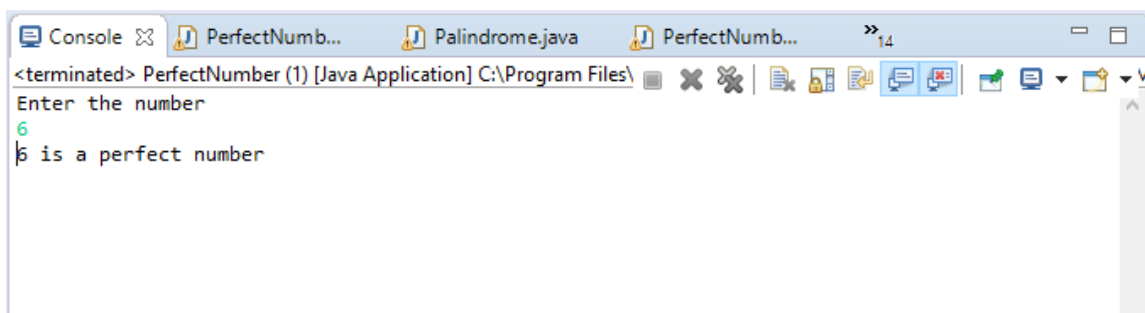 Console PerfectNumb... Palindrome.java PerfectNumb... »14
<terminated> PerfectNumber (1) [Java Application] C:\Program Files\
Enter the number
6
6 is a perfect number